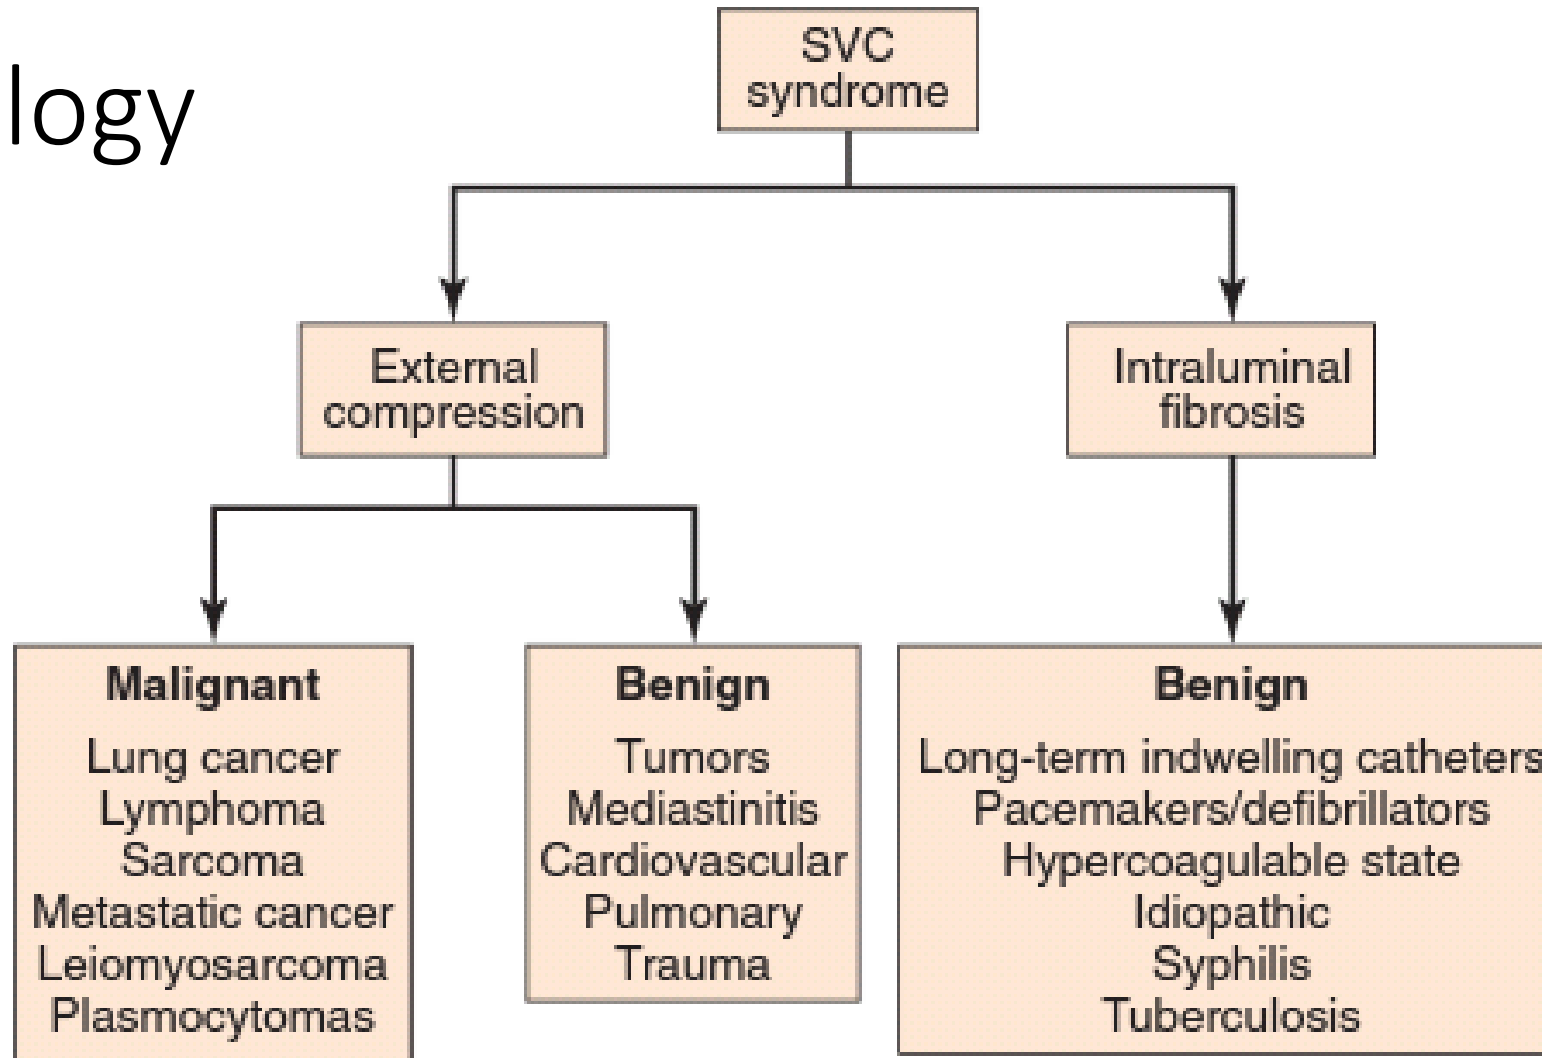 logy
SVC
syndrome
External
compression
Intraluminal
fibrosis
Malignant
Lung cancer
Lymphoma
Sarcoma
Metastatic cancer
Leiomyosarcoma
Plasmocytomas
Benign
Tumors
Mediastinitis
Cardiovascular
Pulmonary
Trauma
Benign
Long-term indwelling catheters
Pacemakers/defibrillators
Hypercoagulable state
Idiopathic
Syphilis
Tuberculosis